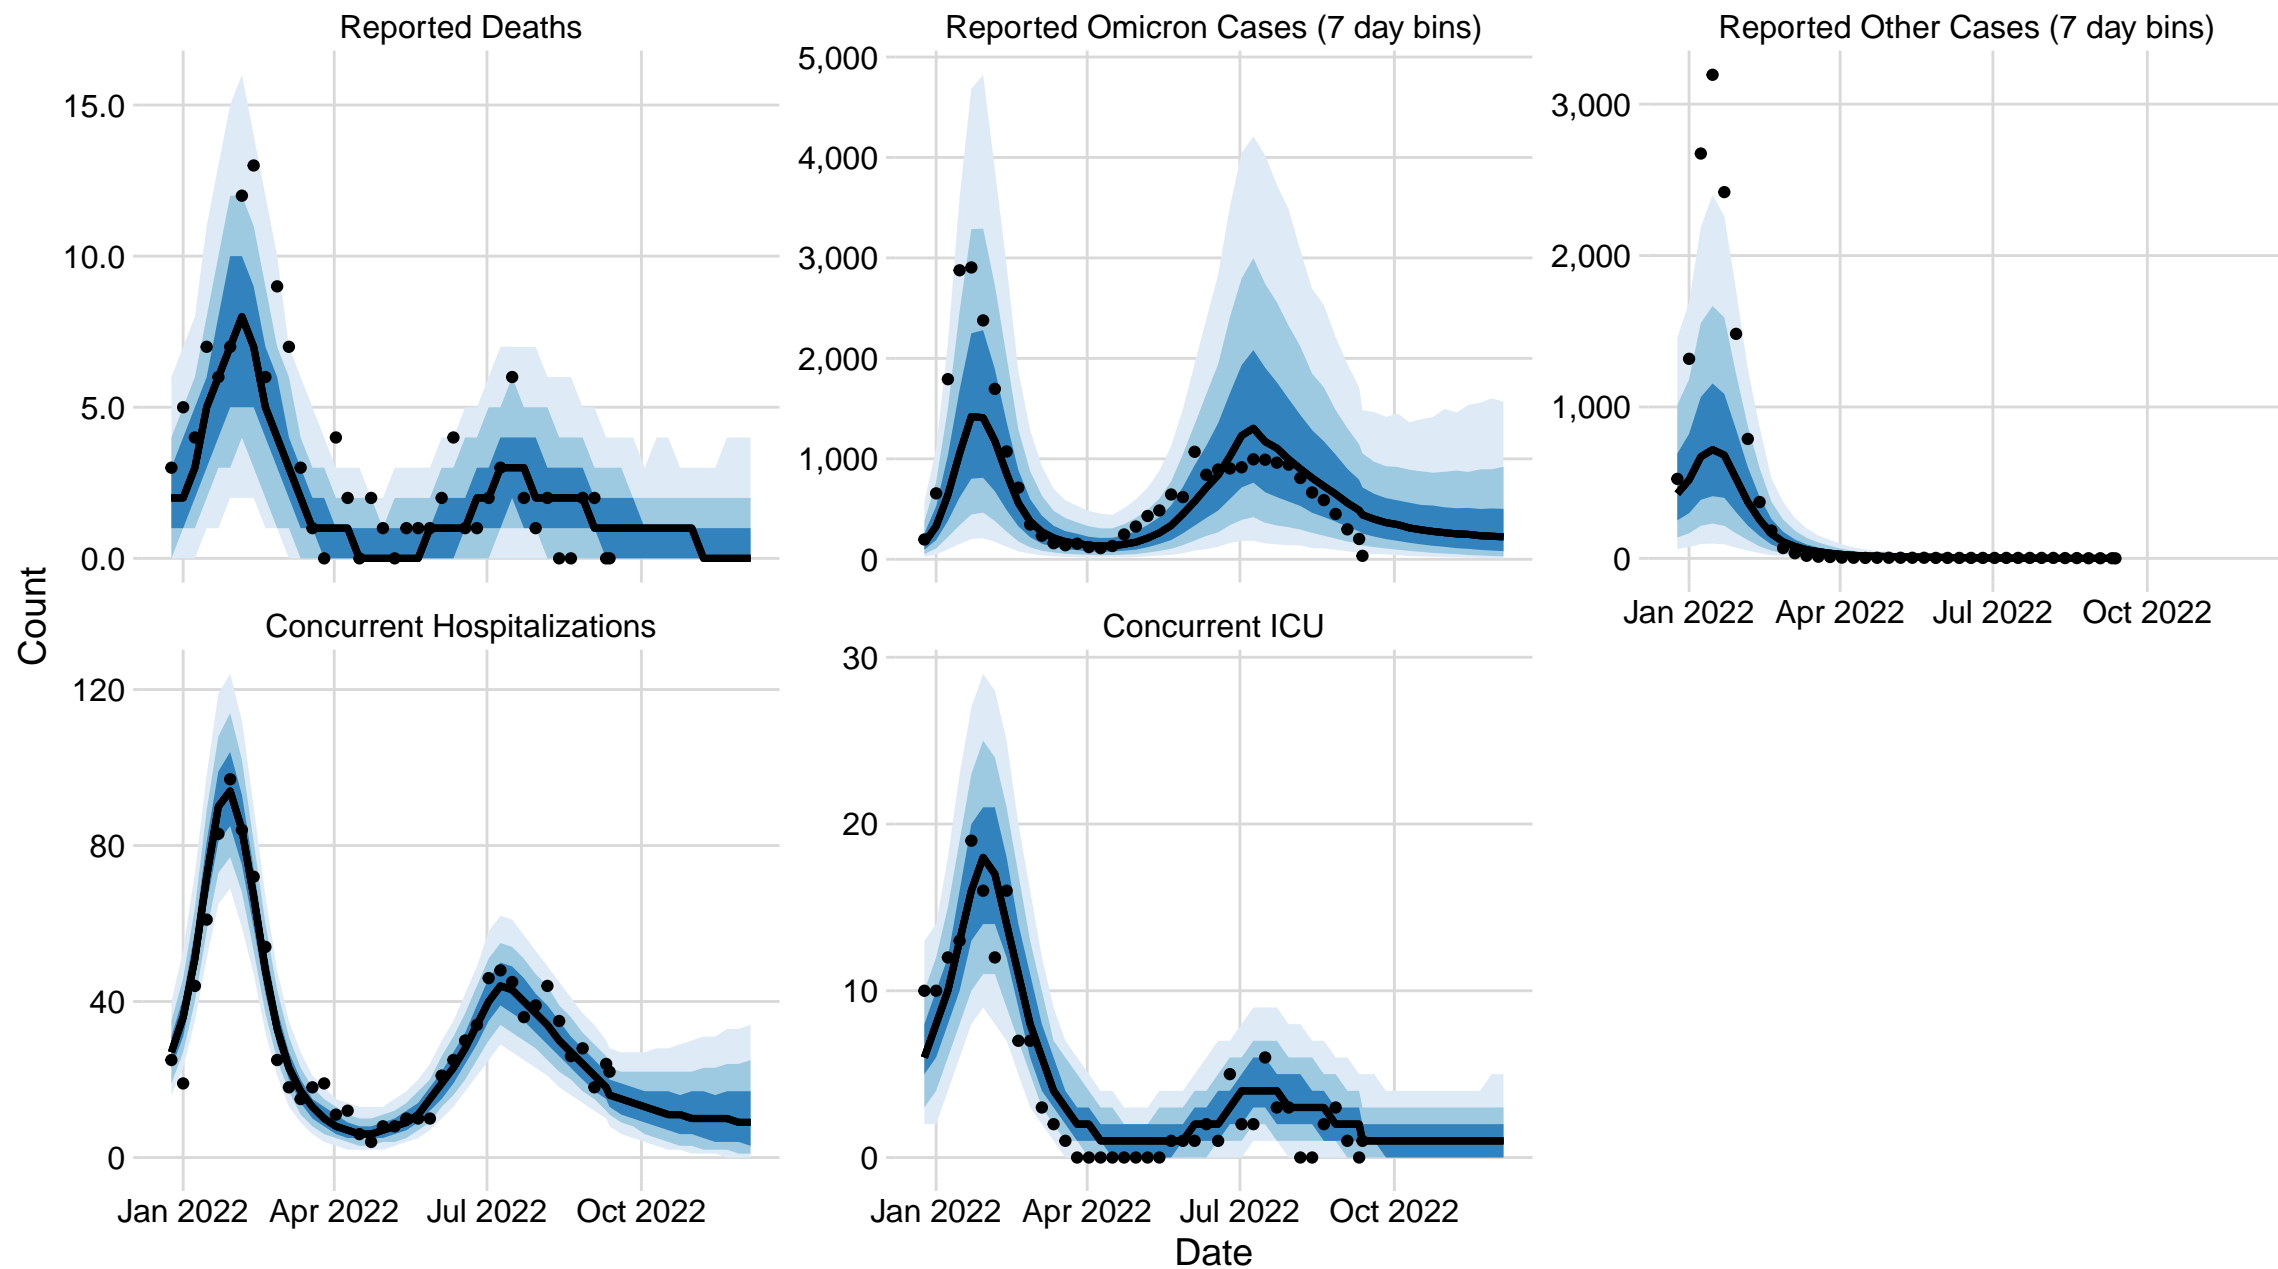 Reported Deaths
Reported Omicron Cases (7 day bins)
Reported Other Cases (7 day bins)
15.0
10.0
5.0
0.0
5,000
4,000
3,000
2,000
1,000
0
3,000
2,000
1,000
0
Jan 2022 Apr 2022 Jul 2022 Oct 2022
Count
Concurrent Hospitalizations
Concurrent ICU
120
80
40
0
30
20
10
0
Jan 2022 Apr 2022 Jul 2022 Oct 2022
Jan 2022 Apr 2022 Jul 2022 Oct 2022
Date